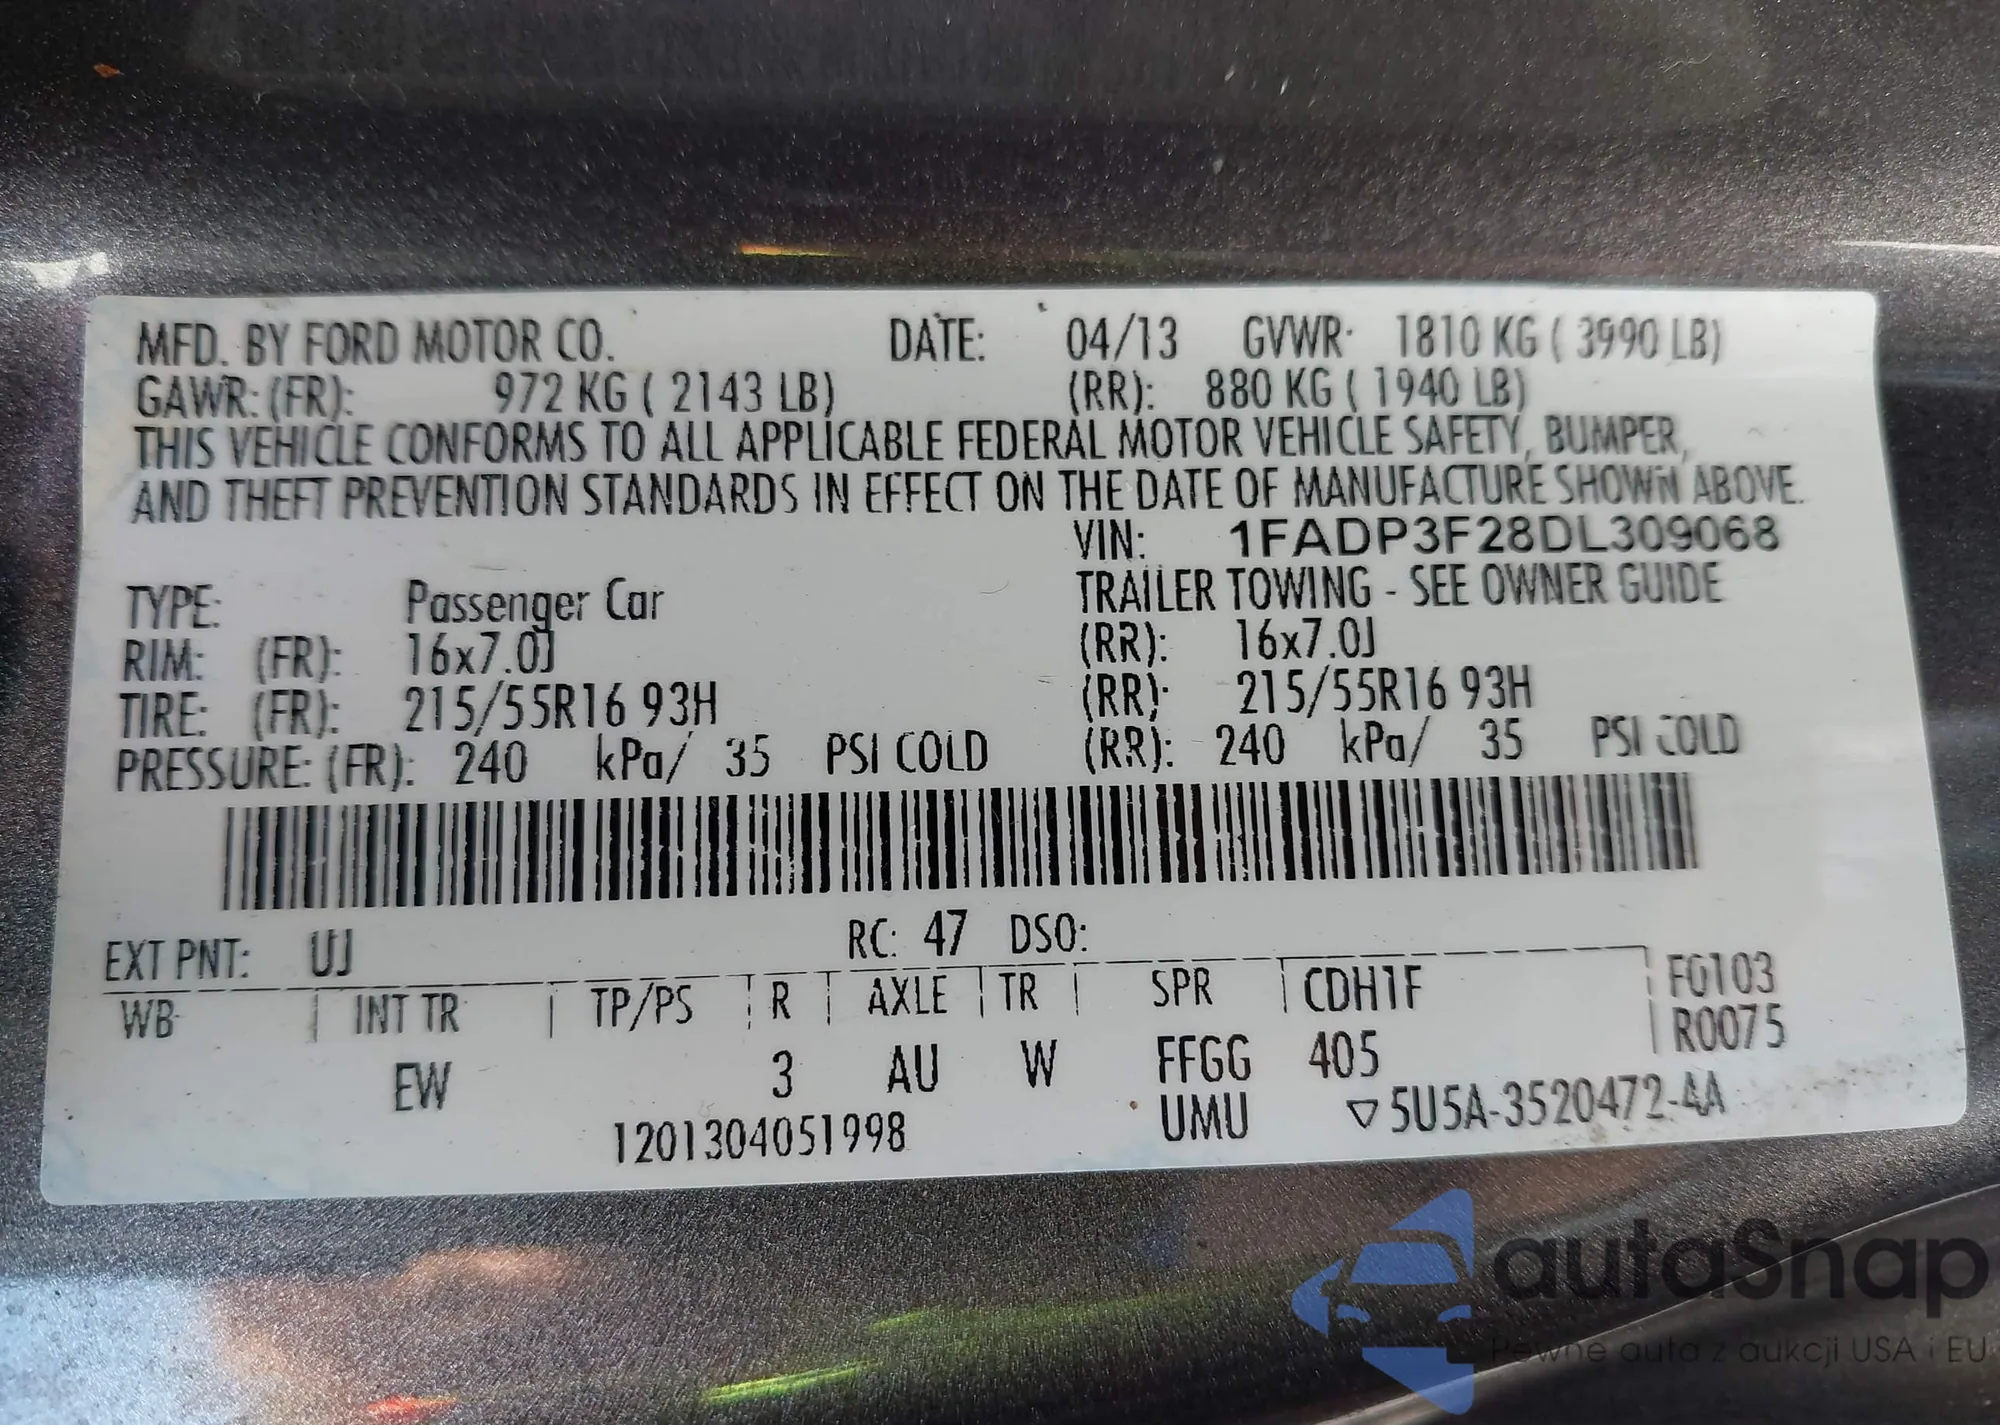 MFD. BY FORD MOTOR CO. DATE: 04/13 GVWR: 1810 KG ( 3990 LB)
GAWR: (FR): 972 KG ( 2143 LB) (RR): 880 KG ( 1940 LB)
THIS VEHICLE CONFORMS TO ALL APPLICABLE FEDERAL MOTOR VEHICLE SAFETY, BUMPER,
AND THEFT PREVENTION STANDARDS IN EFFECT ON THE DATE OF MANUFACTURE SHOWN ABOVE.
VIN: 1FADP3F28DL309068
TYPE: Passenger Car TRAILER TOWING - SEE OWNER GUIDE
RIM: (FR): 16x7.0J (RR): 16x7.0J
TIRE: (FR): 215/55R16 93H (RR): 215/55R16 93H
PRESSURE: (FR): 240 kPa/ 35 PSI COLD (RR): 240 kPa/ 35 PSI COLD
EXT PNT: UJ RC: 47 DSO:
WB INT TR TP/PS R AXLE TR SPR CDH1F F0103
R0075
EW 3 AU W FFGG 405
1201304051998 UMU ▽5U5A-3520472-AA
autaSnap
Pewne auta z aukcji USA i EU